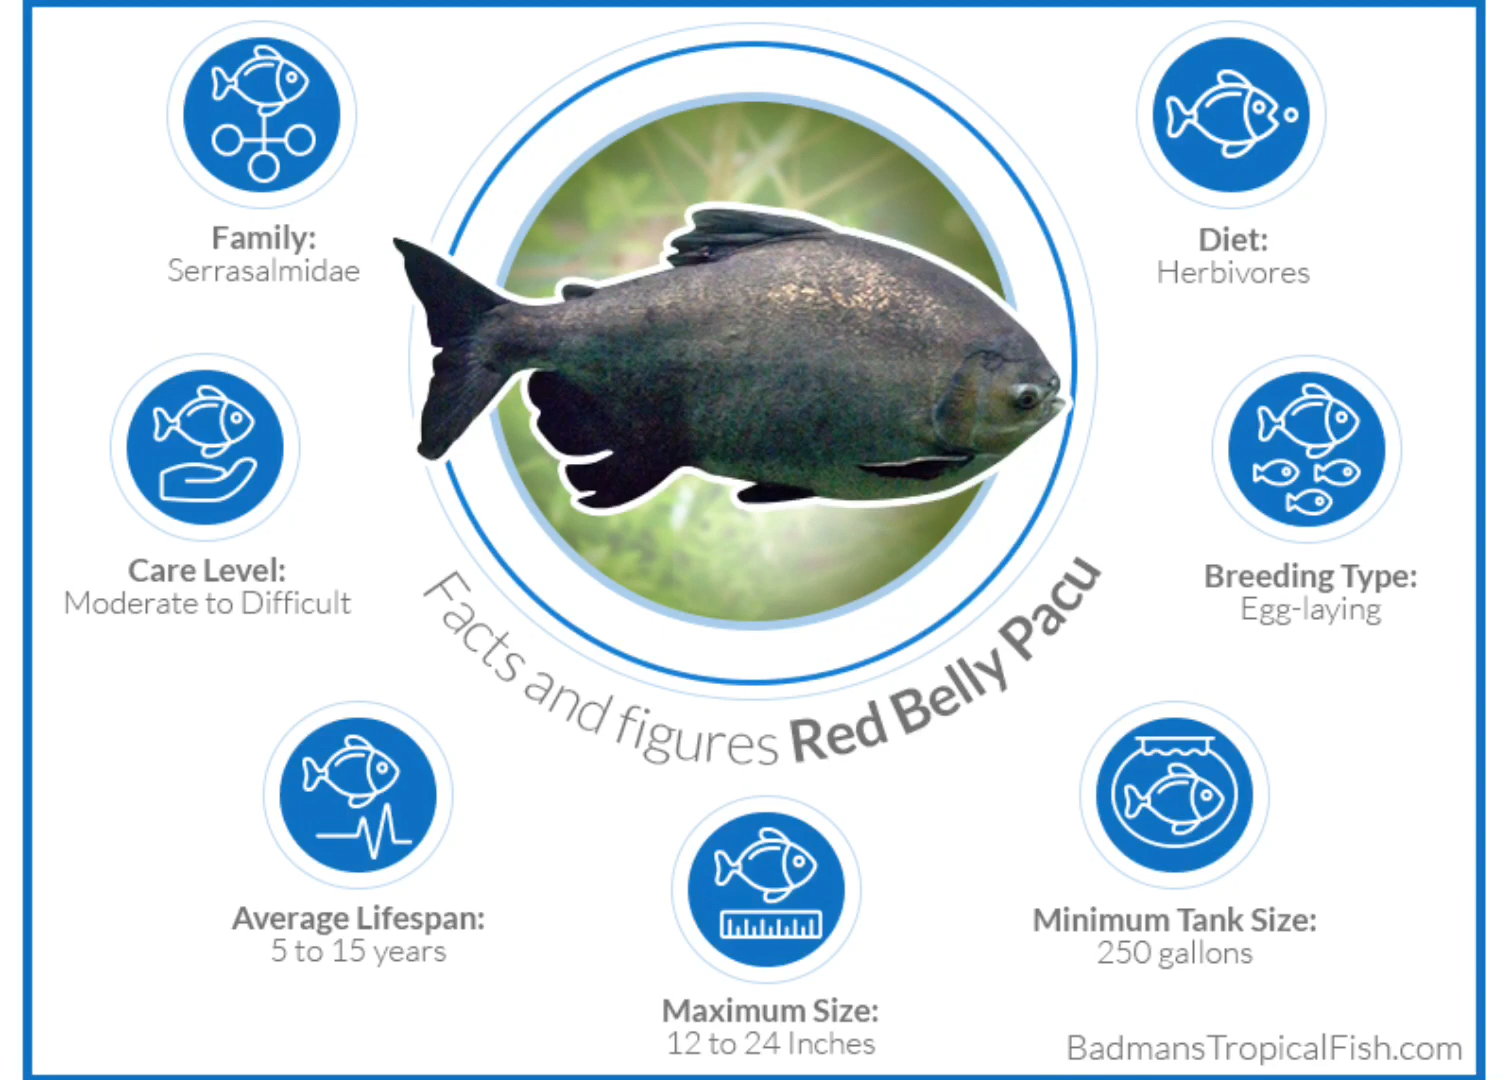 Family:
Serrasalmidae
Diet:
Herbivores
Care Level:
Moderate to Difficult
Breeding Type:
Egg-laying
Facts and figures Red Belly Pacu
Average Lifespan:
5 to 15 years
Minimum Tank Size:
250 gallons
Maximum Size:
12 to 24 Inches
BadmansTropicalFish.com